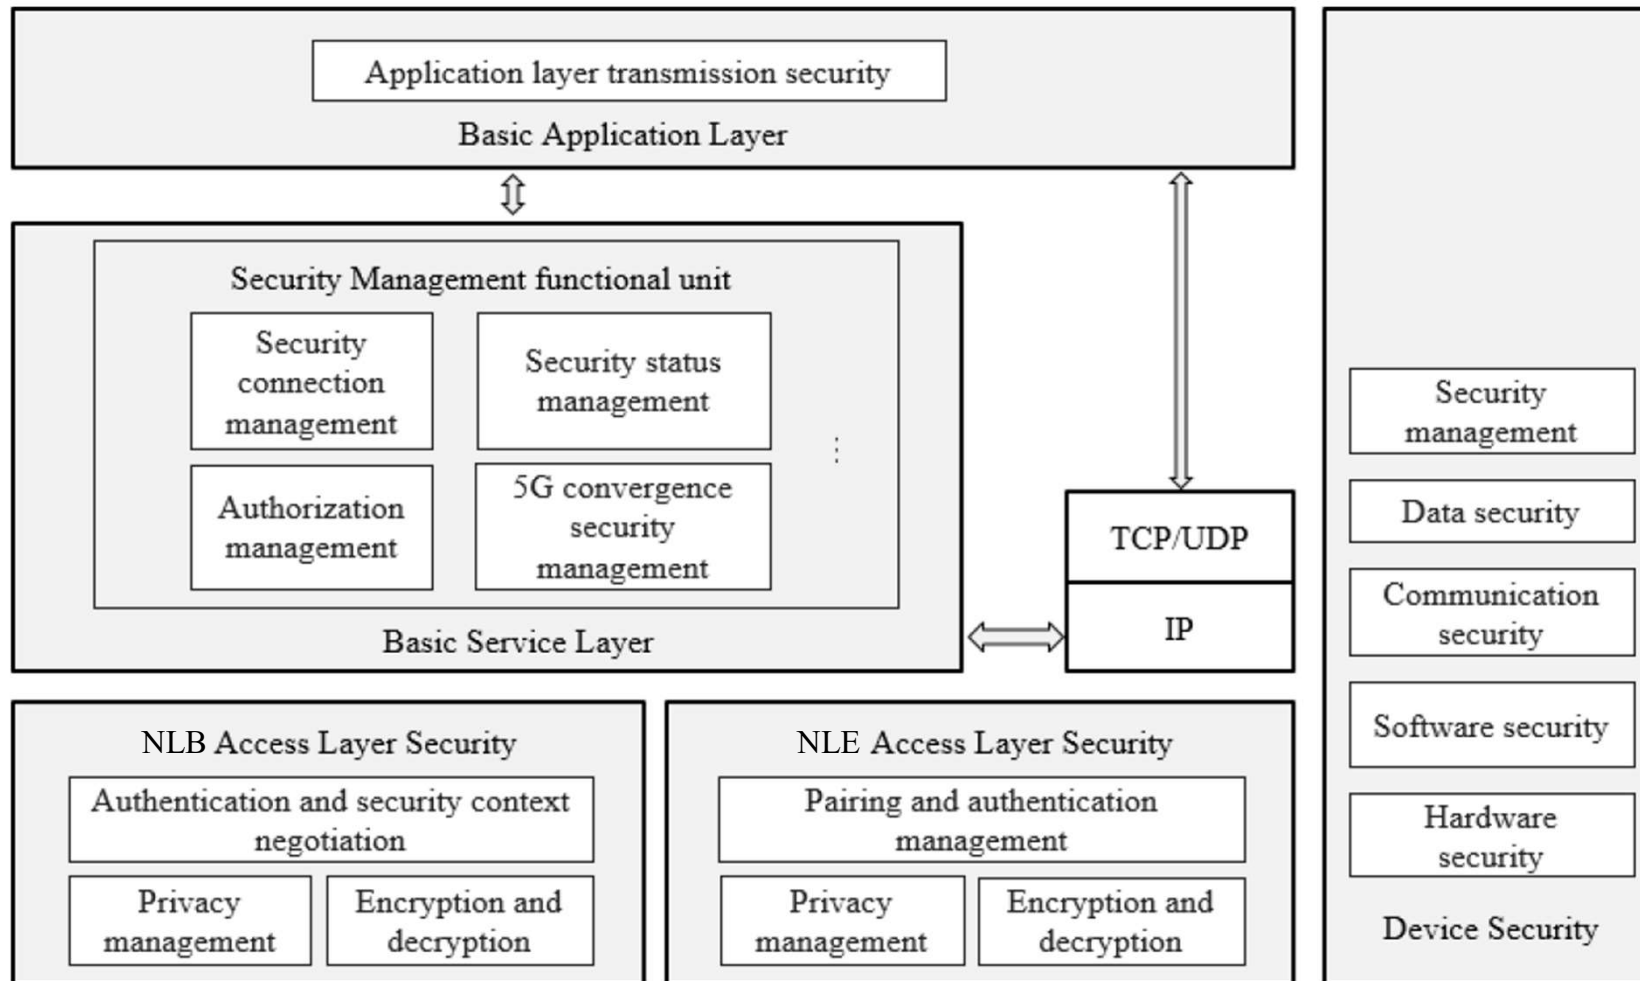 Application layer transmission security
Basic Application Layer
Security Management functional unit
Security
connection
management
Security status
management
Authorization
management
5G convergence
security
management
⋮
Basic Service Layer
TCP/UDP
IP
NLB Access Layer Security
Authentication and security context
negotiation
Privacy
management
Encryption and
decryption
NLE Access Layer Security
Pairing and authentication
management
Privacy
management
Encryption and
decryption
Security
management
Data security
Communication
security
Software security
Hardware
security
Device Security